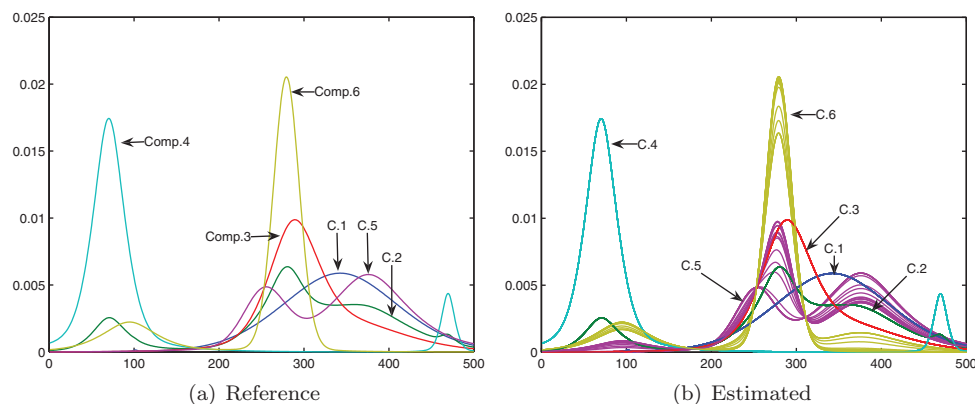 0.025
0.02
0.015
0.01
0.005
0
0 100 200 300 400 500
Comp.6
Comp.4
Comp.3
C.1
C.5
C.2
(a) Reference
0.025
0.02
0.015
0.01
0.005
0
0 100 200 300 400 500
C.6
C.4
C.3
C.1
C.5
C.2
(b) Estimated